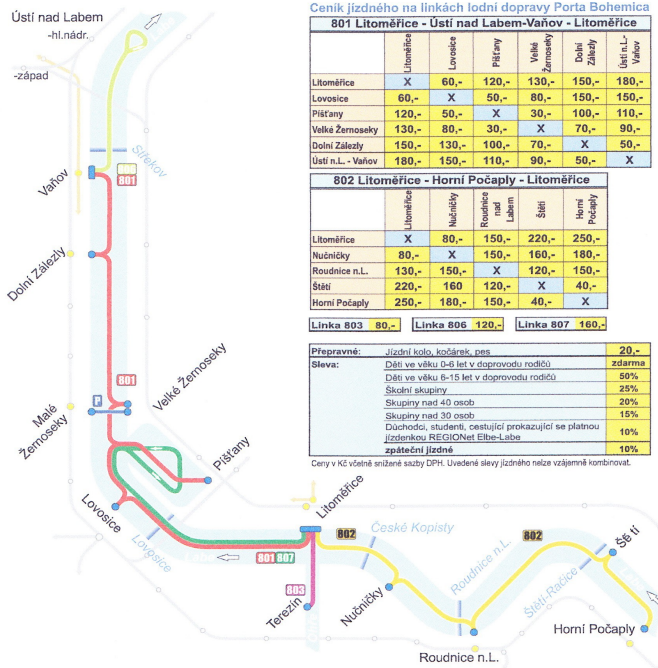 Ceník jízdného na linkách lodní dopravy Porta Bohemica
801 Litoměřice - Ústí nad Labem-Vaňov - Litoměřice
Litoměřice Lovosice Píšťany Velké Žernoseky Dolní Zálezly Ústí n.L.- Vaňov
Litoměřice X 60,- 120,- 130,- 150,- 180,-
Lovosice 60,- X 50,- 80,- 150,- 150,-
Píšťany 120,- 50,- X 30,- 100,- 110,-
Velké Žernoseky 130,- 80,- 30,- X 70,- 90,-
Dolní Zálezly 150,- 130,- 100,- 70,- X 50,-
Ústí n.L. - Vaňov 180,- 150,- 110,- 90,- 50,- X
802 Litoměřice - Horní Počaply - Litoměřice
Litoměřice Nučničky Roudnice nad Labem Štětí Horní Počaply
Litoměřice X 80,- 150,- 220,- 250,-
Nučničky 80,- X 150,- 160,- 180,-
Roudnice n.L. 130,- 150,- X 120,- 150,-
Štětí 220,- 160 120,- X 40,-
Horní Počaply 250,- 180,- 150,- 40,- X
Linka 803 80,- Linka 806 120,- Linka 807 160,-
Přepravné: Jízdní kolo, kočárek, pes 20,-
Sleva: Děti ve věku 0-6 let v doprovodu rodičů zdarma
Děti ve věku 6-15 let v doprovodu rodičů 50%
Školní skupiny 25%
Skupiny nad 40 osob 20%
Skupiny nad 30 osob 15%
Důchodci, studenti, cestující prokazující se platnou
jízdenkou REGIONet Elbe-Labe 10%
zpáteční jízdné 10%
Ceny v Kč včetně snížené sazby DPH. Uvedené slevy jízdného nelze vzájemně kombinovat.
Ústí nad Labem
-hl.nádr.
-západ
Střekov
Vaňov
801
Dolní Zálezly
801
Velké Žernoseky
Malé
Žernoseky
P
Píšťany
Lovosice
Lovosice
Litoměřice
801 807
802
České Kopisty
803
Terezín
Nučničky
Roudnice n.L.
Roudnice n.L.
802
Štětí-Račice
Ště tí
Horní Počaply